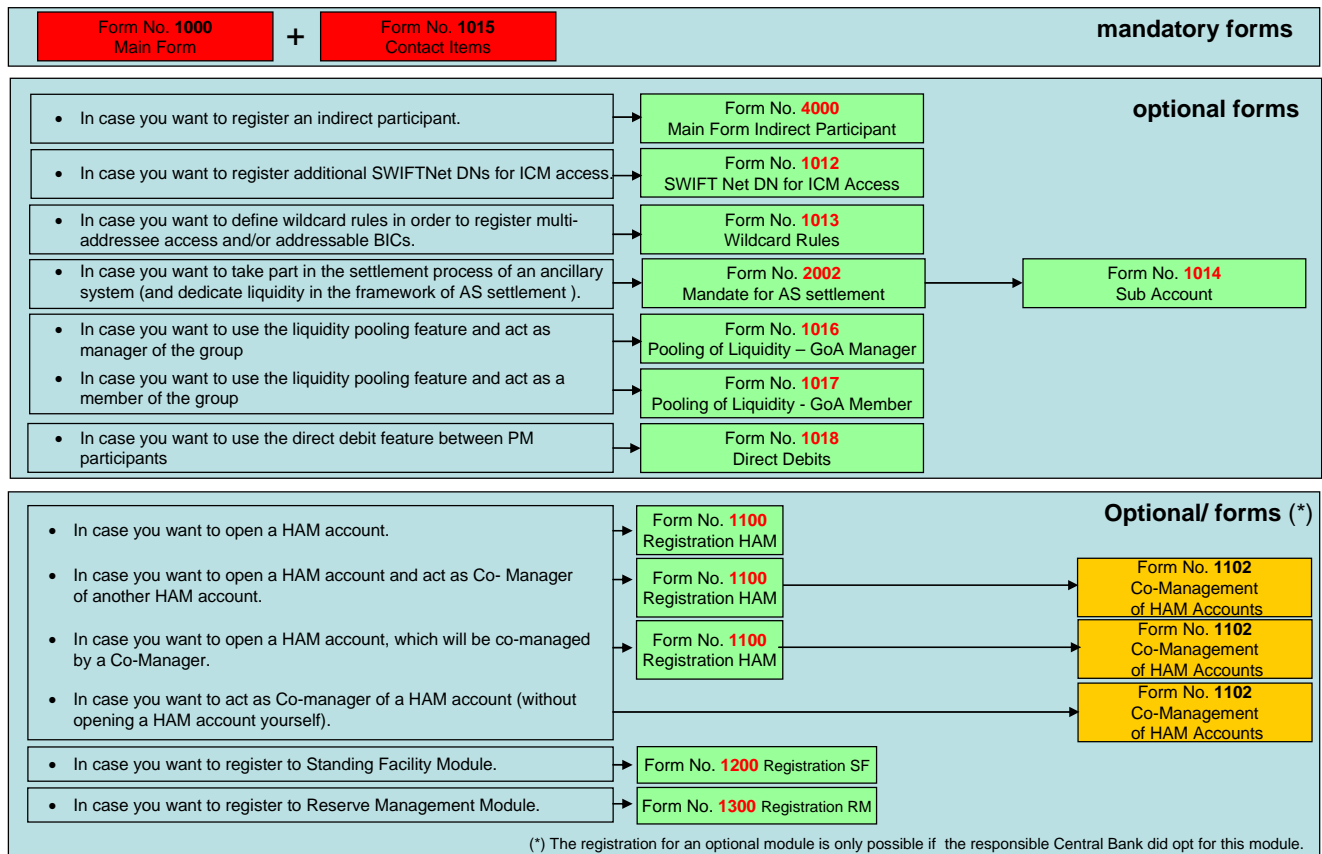 Form No. 1000
Main Form
+
Form No. 1015
Contact Items
mandatory forms
optional forms
• In case you want to register an indirect participant.
Form No. 4000
Main Form Indirect Participant
• In case you want to register additional SWIFTNet DNs for ICM access.
Form No. 1012
SWIFT Net DN for ICM Access
• In case you want to define wildcard rules in order to register multi-
addressee access and/or addressable BICs.
Form No. 1013
Wildcard Rules
• In case you want to take part in the settlement process of an ancillary
system (and dedicate liquidity in the framework of AS settlement ).
Form No. 2002
Mandate for AS settlement
Form No. 1014
Sub Account
• In case you want to use the liquidity pooling feature and act as
manager of the group
Form No. 1016
Pooling of Liquidity – GoA Manager
• In case you want to use the liquidity pooling feature and act as a
member of the group
Form No. 1017
Pooling of Liquidity - GoA Member
• In case you want to use the direct debit feature between PM
participants
Form No. 1018
Direct Debits
Optional/ forms (*)
• In case you want to open a HAM account.
Form No. 1100
Registration HAM
• In case you want to open a HAM account and act as Co- Manager
of another HAM account.
Form No. 1100
Registration HAM
Form No. 1102
Co-Management
of HAM Accounts
• In case you want to open a HAM account, which will be co-managed
by a Co-Manager.
Form No. 1100
Registration HAM
Form No. 1102
Co-Management
of HAM Accounts
• In case you want to act as Co-manager of a HAM account (without
opening a HAM account yourself).
Form No. 1102
Co-Management
of HAM Accounts
• In case you want to register to Standing Facility Module.
Form No. 1200 Registration SF
• In case you want to register to Reserve Management Module.
Form No. 1300 Registration RM
(*) The registration for an optional module is only possible if the responsible Central Bank did opt for this module.